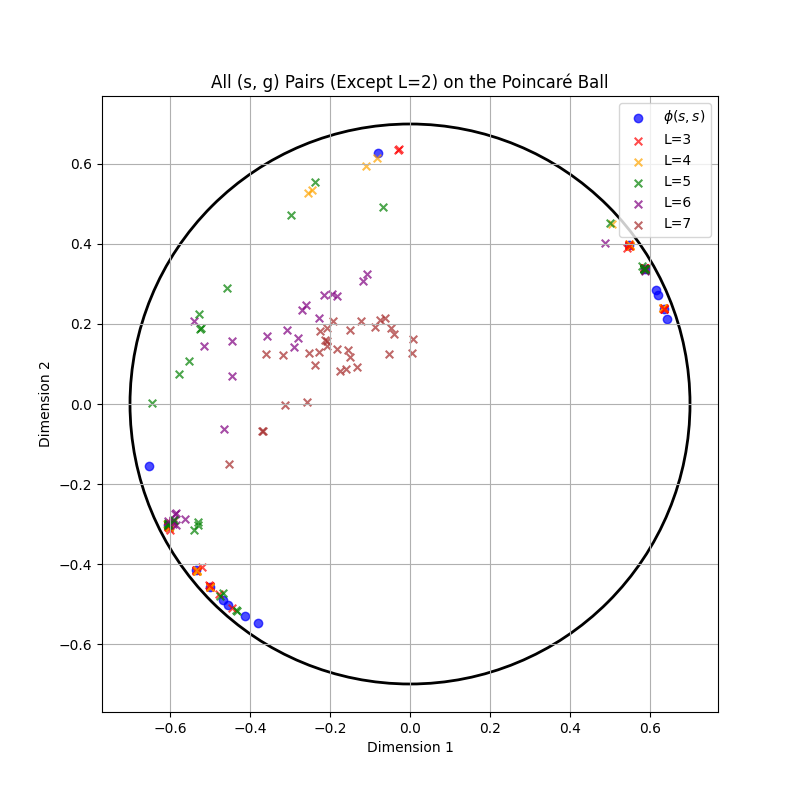 All (s, g) Pairs (Except L=2) on the Poincaré Ball
ϕ(s, s)
L=3
L=4
L=5
L=6
L=7
0.6
0.4
0.2
0.0
−0.2
−0.4
−0.6
Dimension 2
−0.6 −0.4 −0.2 0.0 0.2 0.4 0.6
Dimension 1